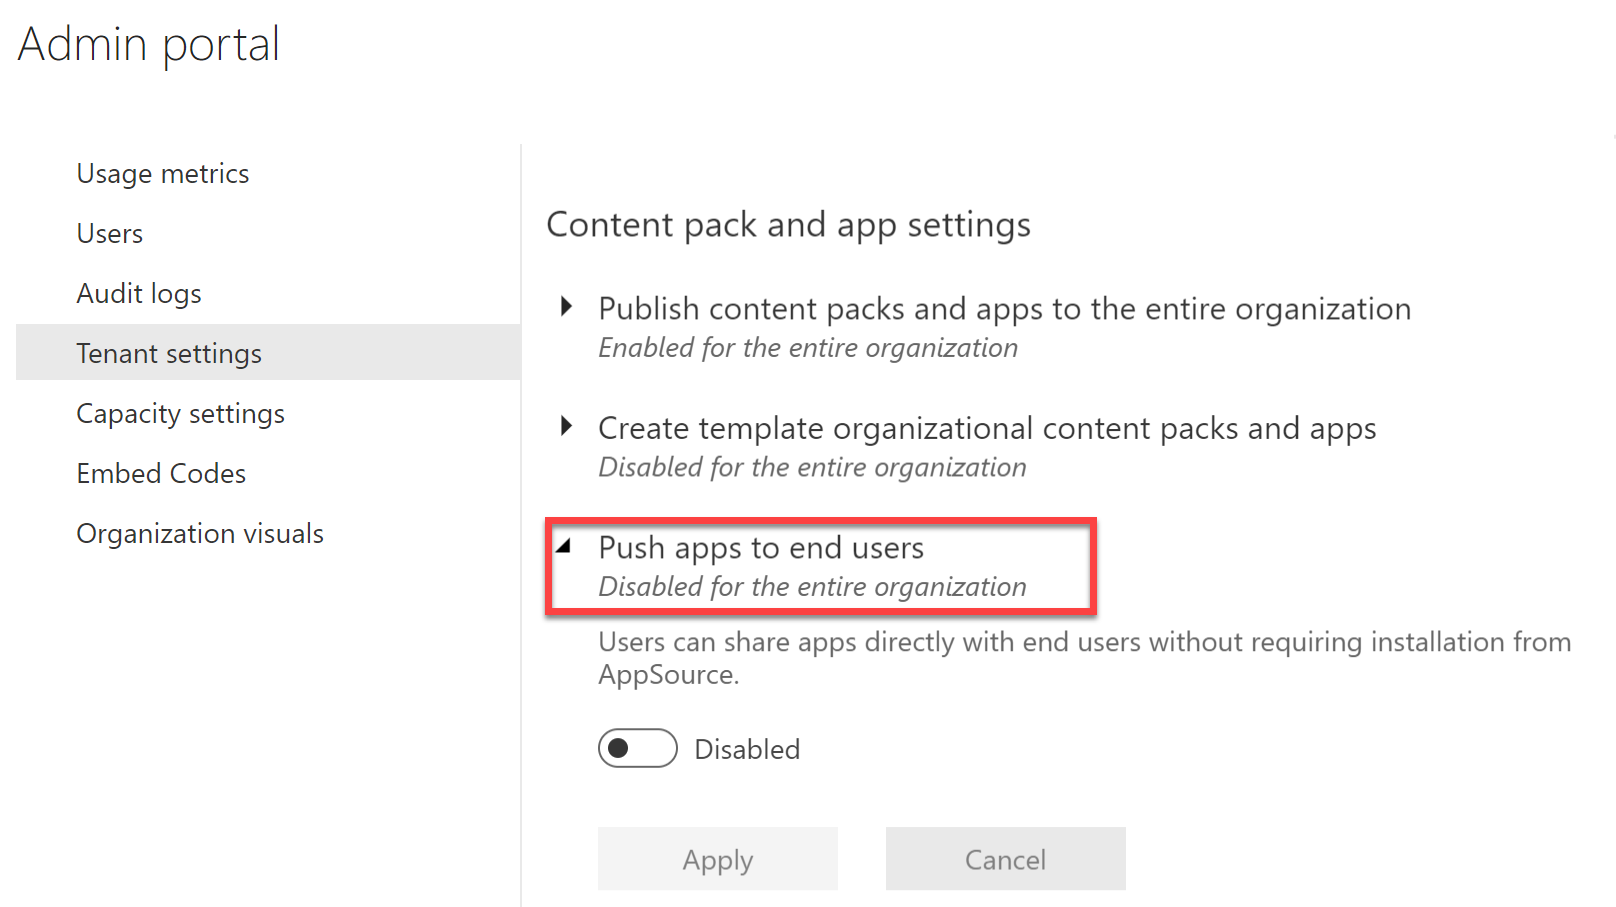 Admin portal
Usage metrics
Users
Audit logs
Tenant settings
Capacity settings
Embed Codes
Organization visuals
Content pack and app settings
Publish content packs and apps to the entire organization
Enabled for the entire organization
Create template organizational content packs and apps
Disabled for the entire organization
Push apps to end users
Disabled for the entire organization
Users can share apps directly with end users without requiring installation from
AppSource.
Disabled
Apply
Cancel